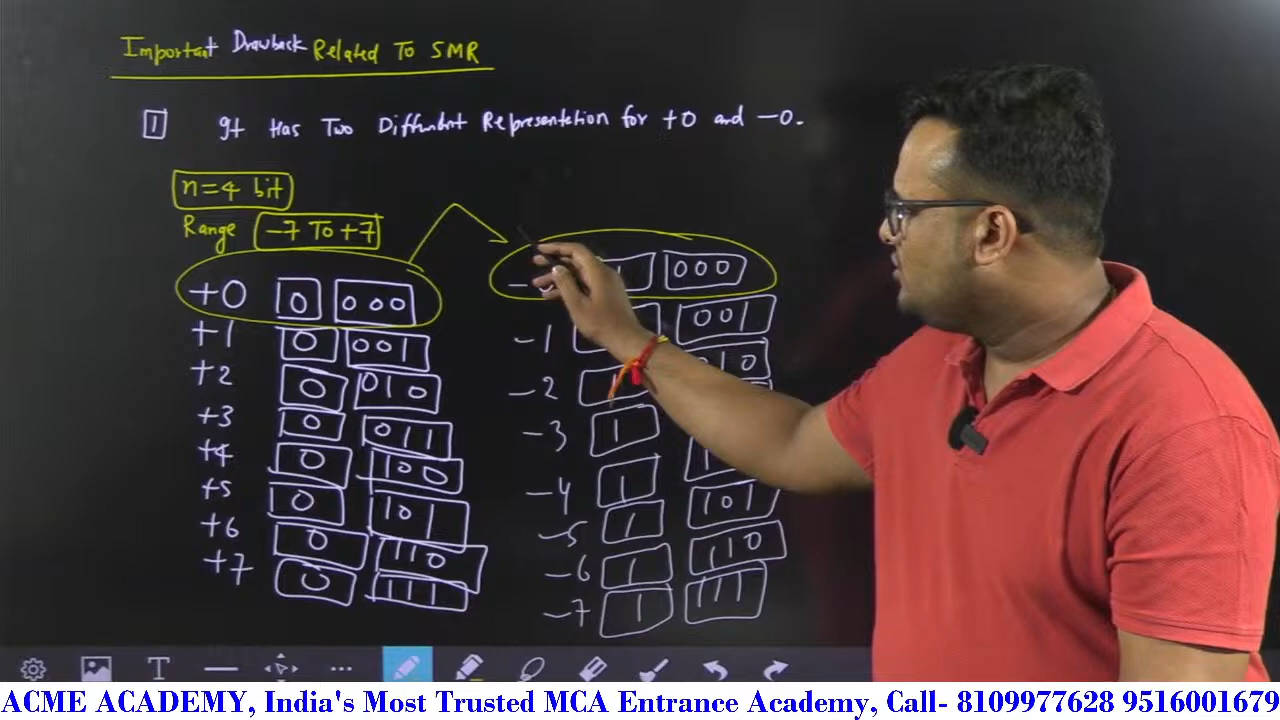 Important Drawback Related To SMR
1 It Has Two Diffundnt Representation for +0 and -0.
n=4 bit
Range -7 To +7
+0 0 000
+1 0 001
+2 0 010
+3 0 011
+4 0 100
+5 0 101
+6 0 110
+7 0 111
000
-1 001
-2 0
-3 1
-4 1
-5 1 101
-6 1 110
-7 1 111
T
ACME ACADEMY, India's Most Trusted MCA Entrance Academy, Call- 8109977628 9516001679